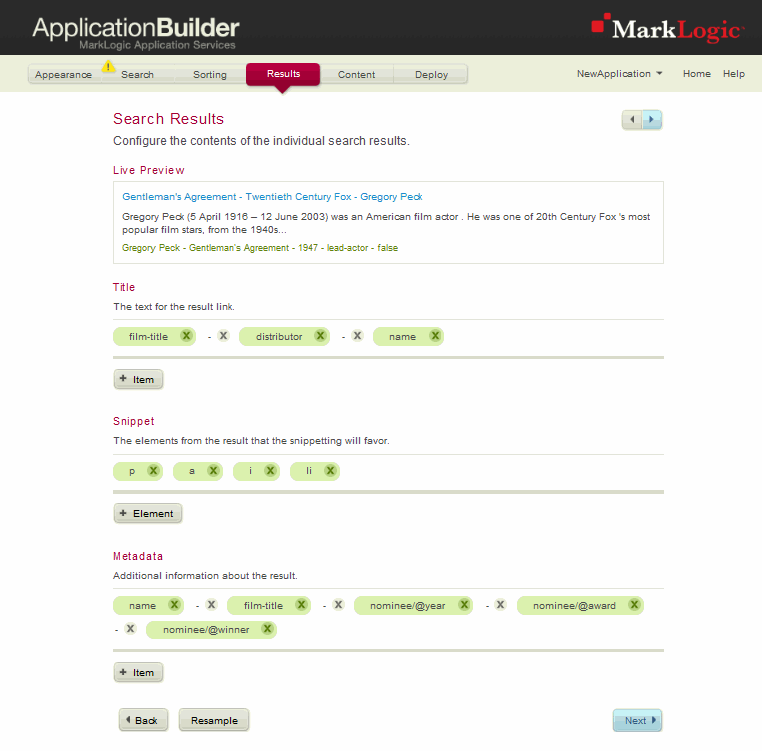 ApplicationBuilder
MarkLogic Application Services
MarkLogic
Appearance ! Search Sorting Results Content Deploy NewApplication Home Help
Search Results
Configure the contents of the individual search results.
Live Preview
Gentleman's Agreement - Twentieth Century Fox - Gregory Peck
Gregory Peck (5 April 1916 – 12 June 2003) was an American film actor . He was one of 20th Century Fox 's most
popular film stars, from the 1940s...
Gregory Peck - Gentleman's Agreement - 1947 - lead-actor - false
Title
The text for the result link.
film-title X - X distributor X - X name X
+ Item
Snippet
The elements from the result that the snippetting will favor.
p X a X i X li X
+ Element
Metadata
Additional information about the result.
name X - X film-title X - X nominee/@year X - X nominee/@award X
- X nominee/@winner X
+ Item
Back Resample Next